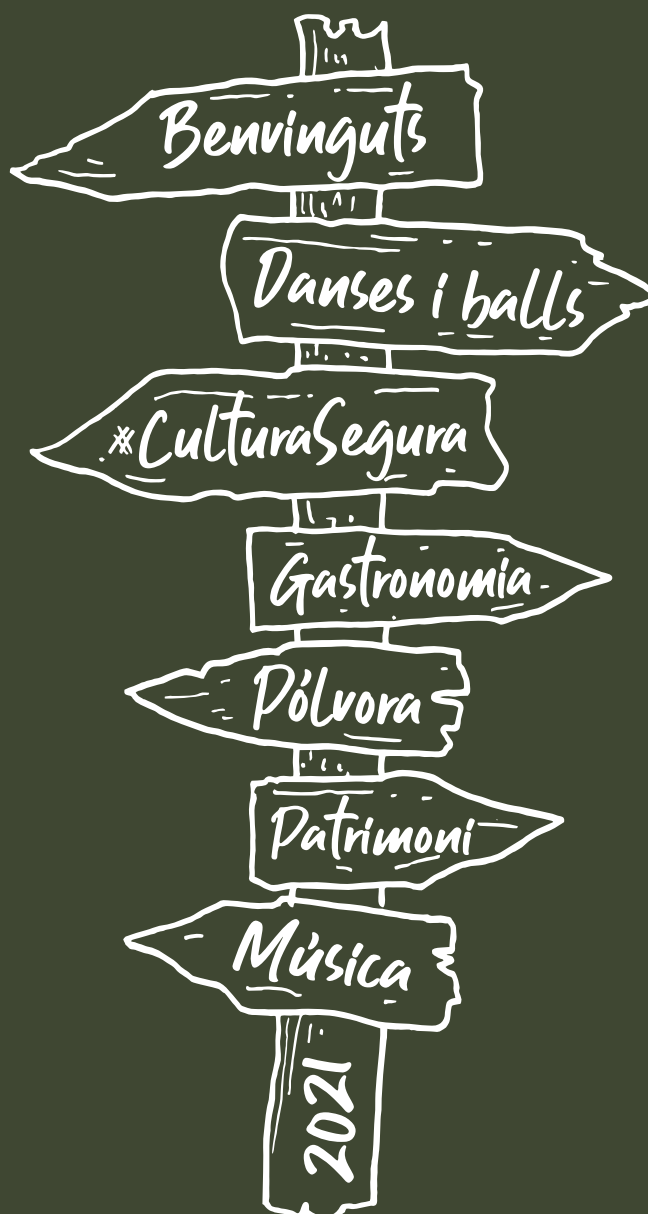 Benvinguts
Danses i balls
#CulturaSegura
Gastronomia
Pólvora
Patrimoni
Música
2021